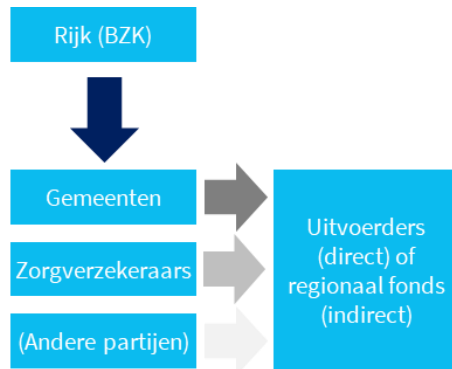 Rijk (BZK)
Gemeenten
Zorgverzekeraars
(Andere partijen)
Uitvoerders
(direct) of
regionaal fonds
(indirect)